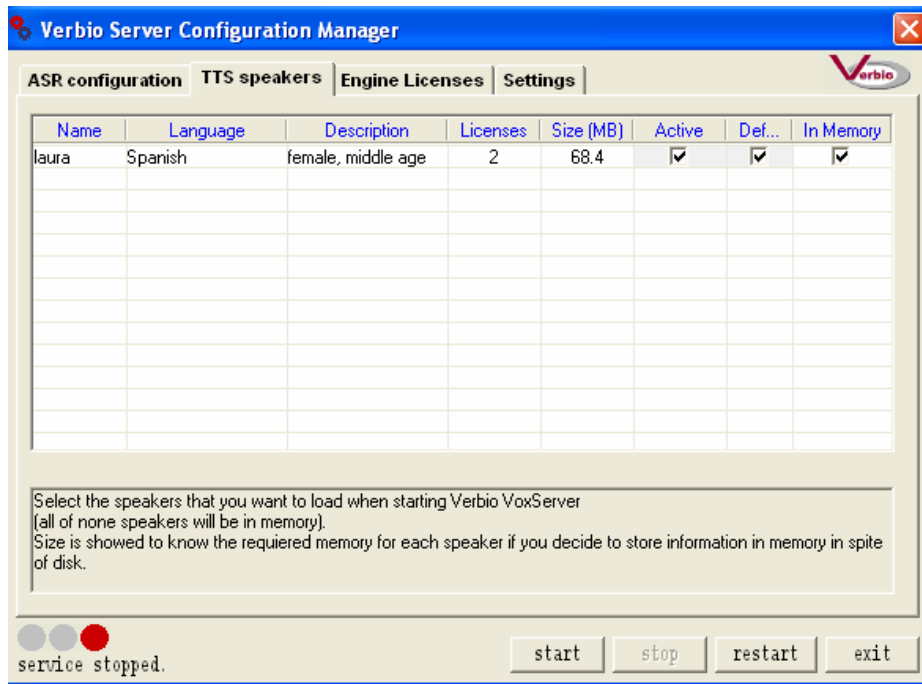 Verbio Server Configuration Manager
ASR configuration TTS speakers Engine Licenses Settings
Verbio
Name Language Description Licenses Size (MB) Active Def... In Memory
laura Spanish female, middle age 2 68.4
Select the speakers that you want to load when starting Verbio VoxServer
(all of none speakers will be in memory).
Size is showed to know the requiered memory for each speaker if you decide to store information in memory in spite
of disk.
service stopped.
start stop restart exit